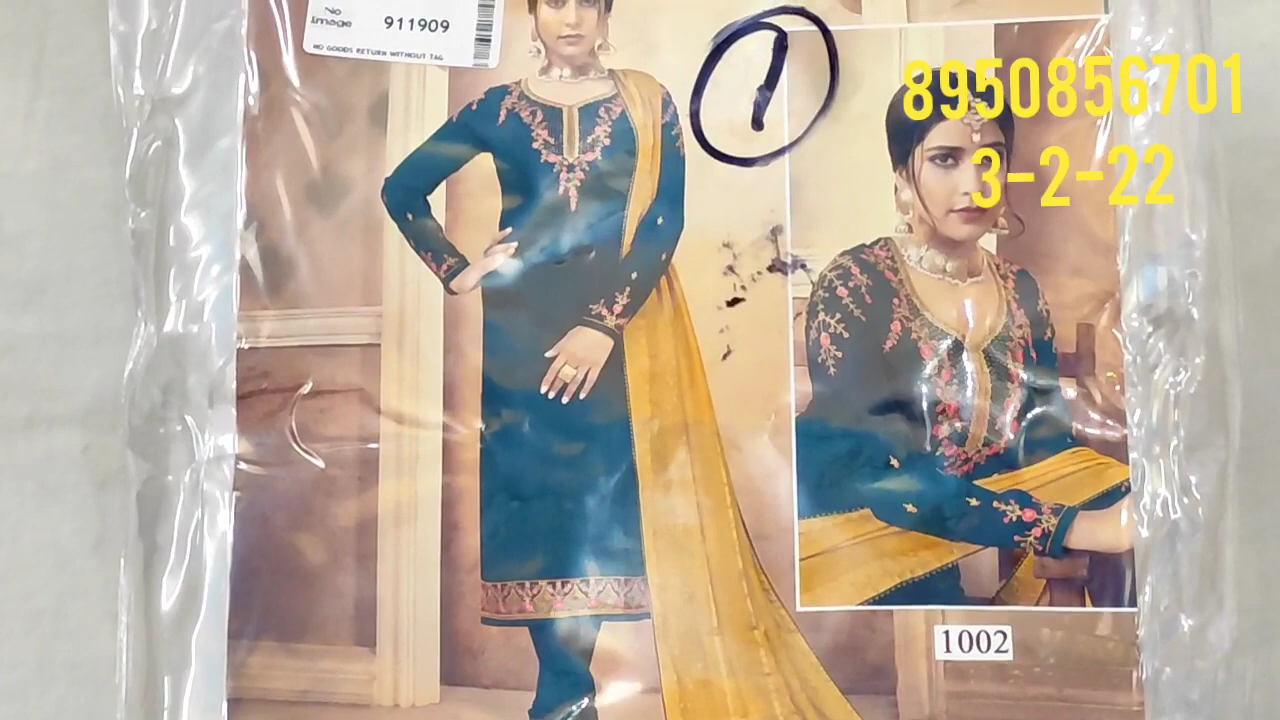 No
Image
911909
NO GOODS RETURN WITHOUT TAG
1
8950856701
3-2-22
1002